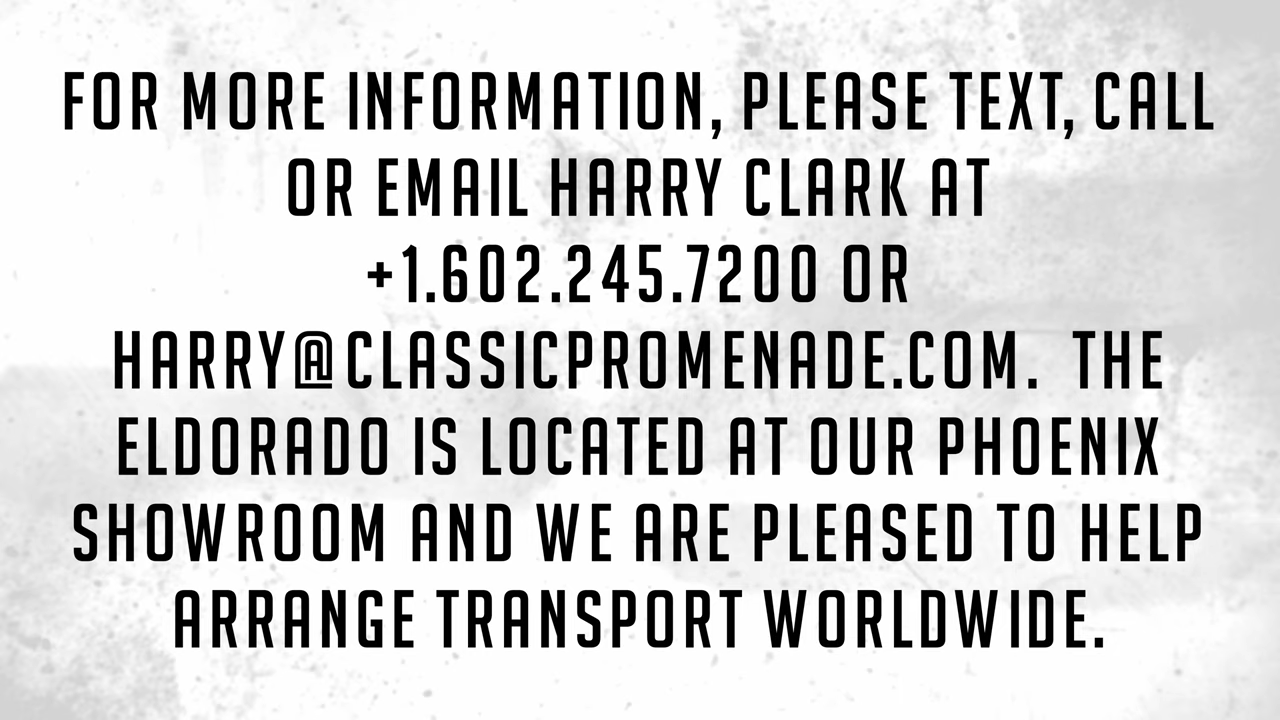 FOR MORE INFORMATION, PLEASE TEXT, CALL
OR EMAIL HARRY CLARK AT
+1.602.245.7200 OR
HARRY@CLASSICPROMENADE.COM. THE
ELDORADO IS LOCATED AT OUR PHOENIX
SHOWROOM AND WE ARE PLEASED TO HELP
ARRANGE TRANSPORT WORLDWIDE.